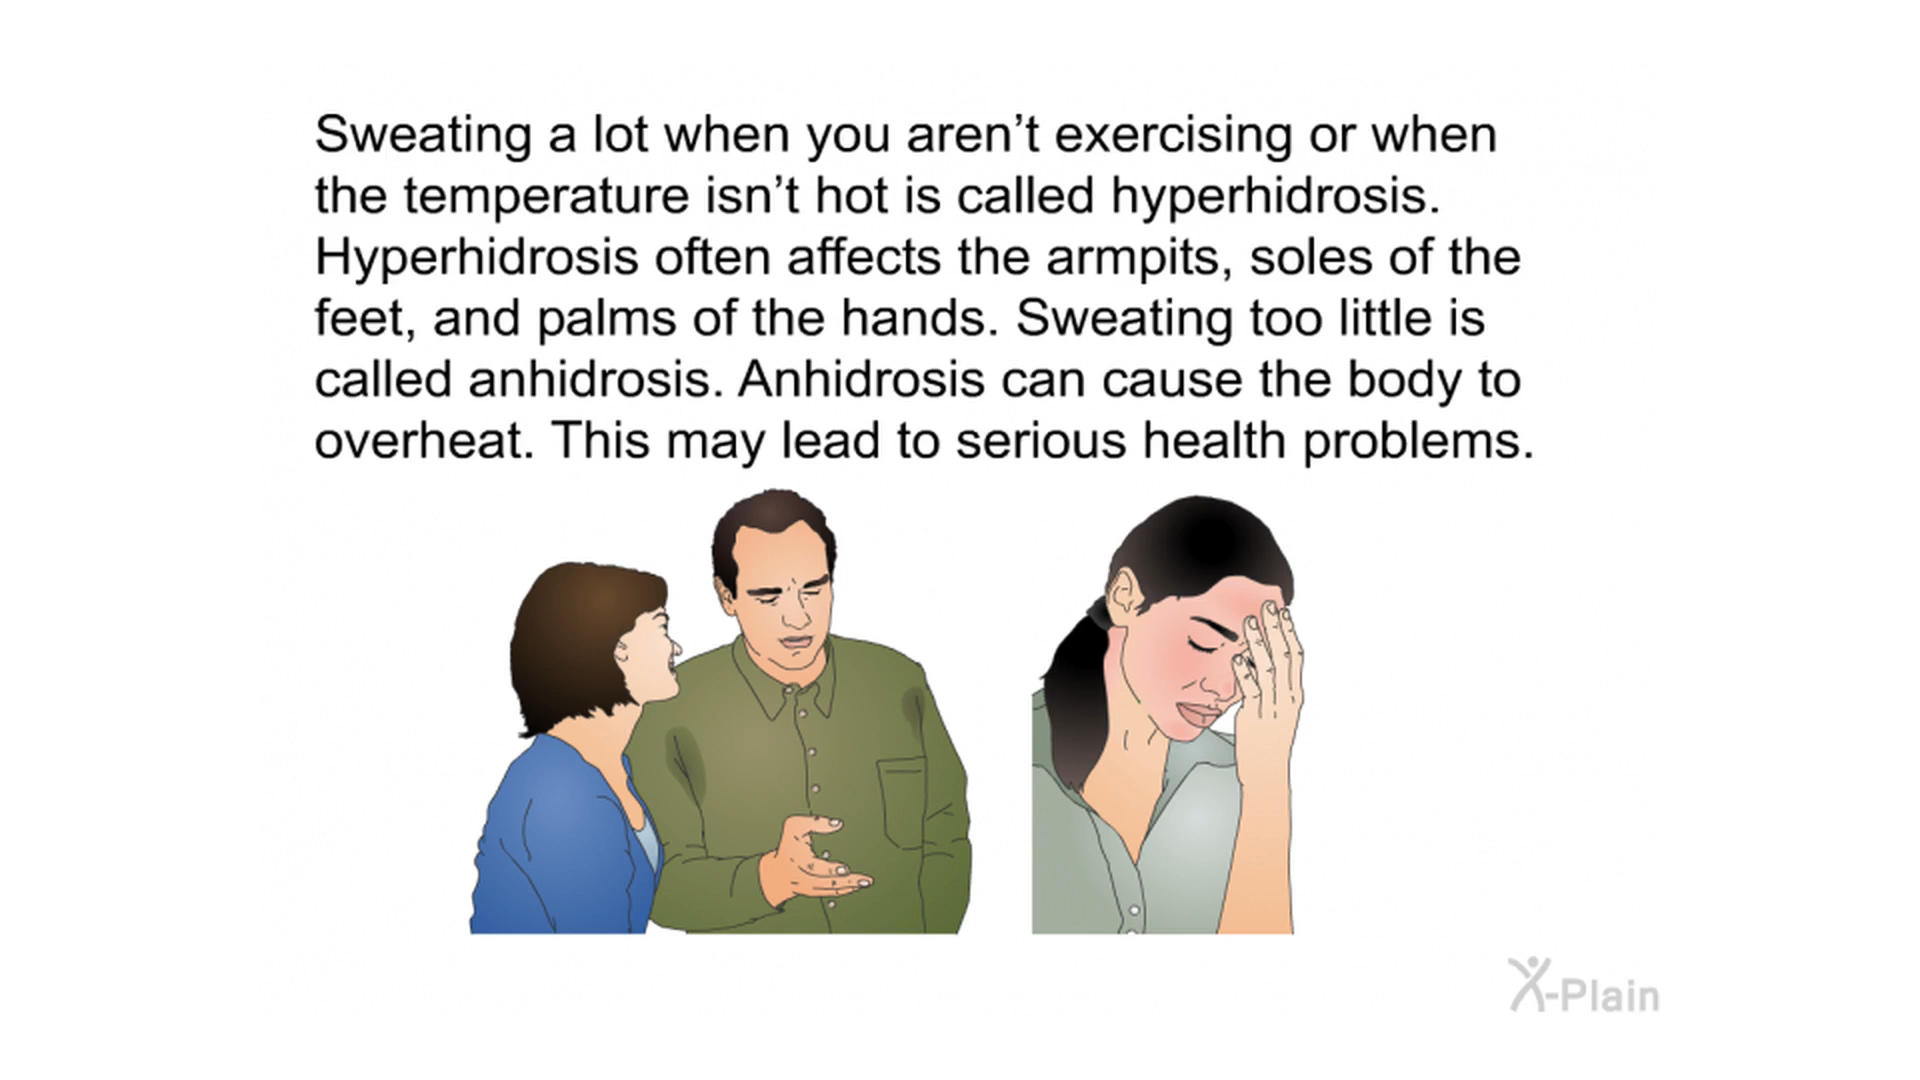 Sweating a lot when you aren’t exercising or when
the temperature isn’t hot is called hyperhidrosis.
Hyperhidrosis often affects the armpits, soles of the
feet, and palms of the hands. Sweating too little is
called anhidrosis. Anhidrosis can cause the body to
overheat. This may lead to serious health problems.
X-Plain